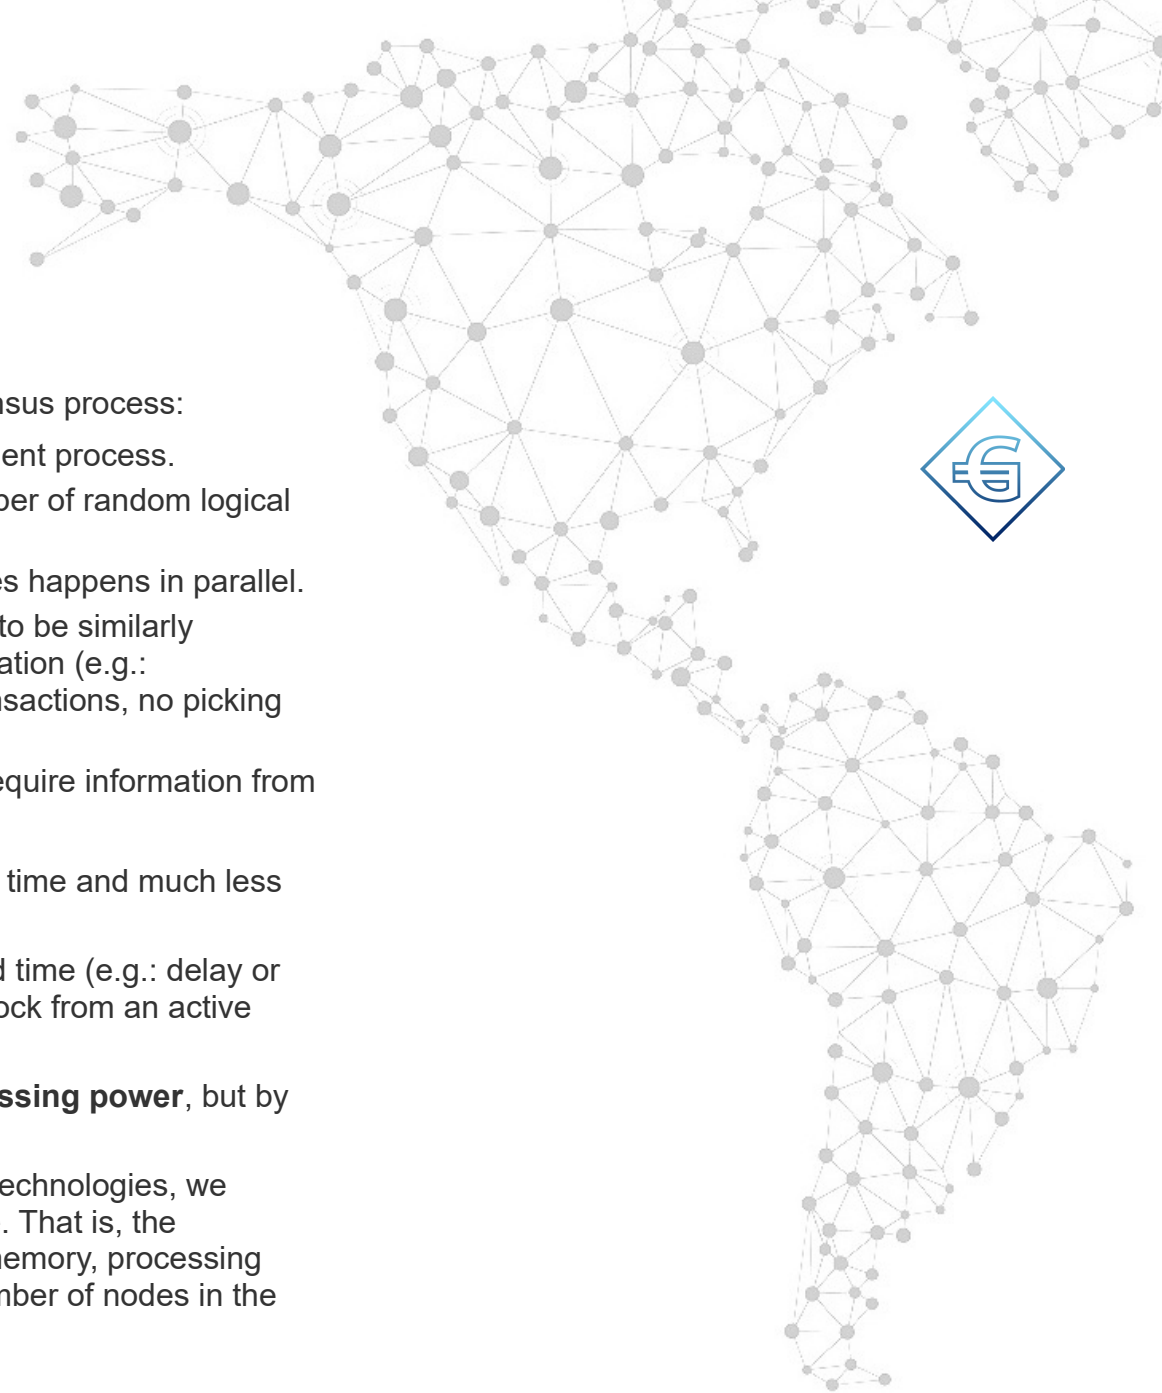 nsus process:
ent process.
ber of random logical
es happens in parallel.
to be similarly
ation (e.g.:
nsactions, no picking
equire information from
time and much less
d time (e.g.: delay or
ock from an active
ssing power, but by
echnologies, we
. That is, the
nemory, processing
mber of nodes in the